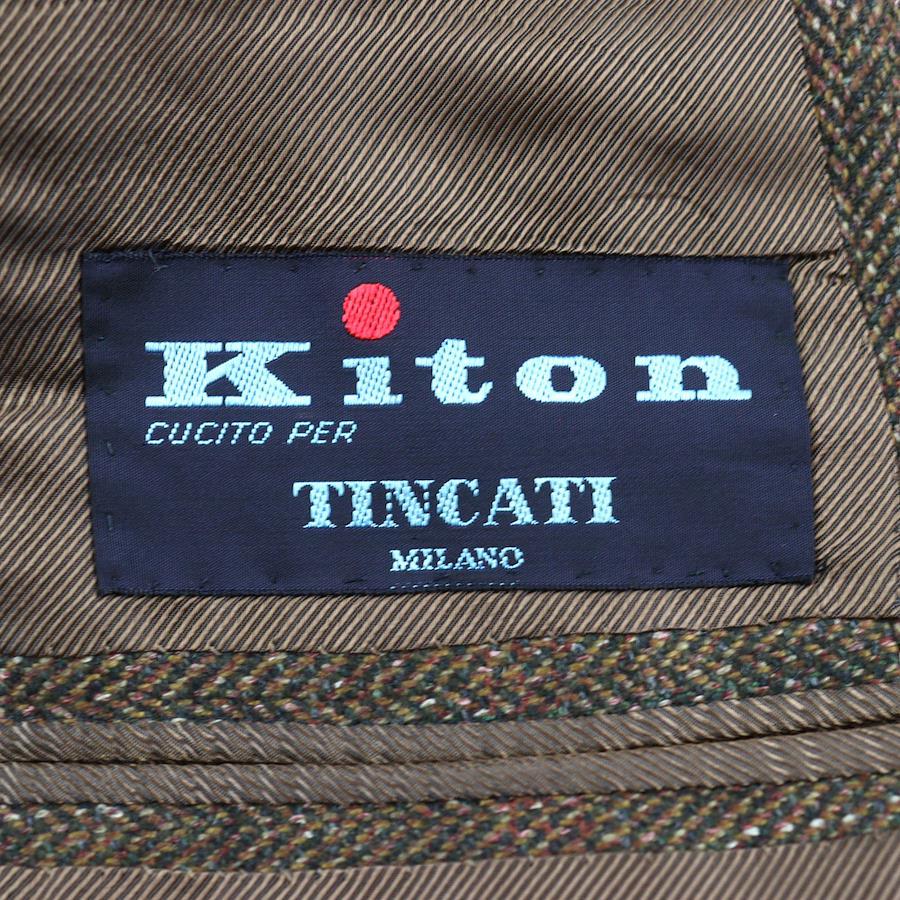 Kiton
CUCITO PER
TINCATI
MILANO